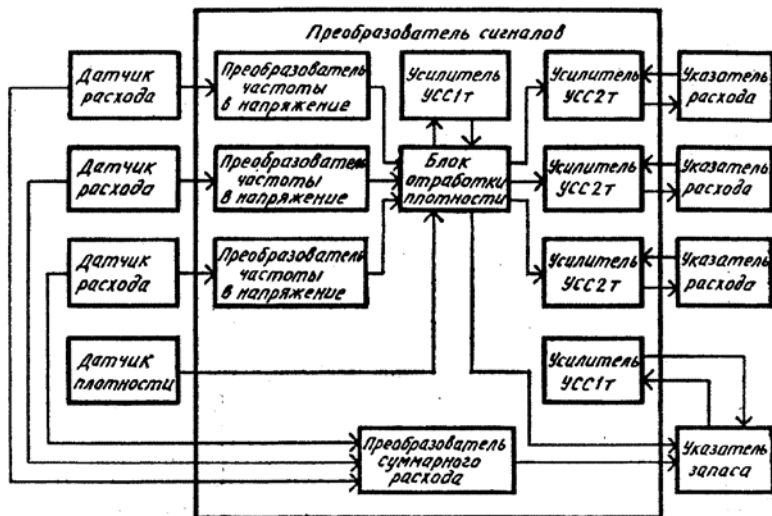 Преобразователь сигналов
Датчик
расхода
Преобразователь
частоты
в напряжение
Усилитель
УСС1т
Усилитель
УСС2т
Указатель
расхода
Датчик
расхода
Преобразователь
частоты
в напряжение
Блок
отработки
плотности
Усилитель
УСС2т
Указатель
расхода
Датчик
расхода
Преобразователь
частоты
в напряжение
Усилитель
УСС2т
Указатель
расхода
Датчик
плотности
Усилитель
УСС1т
Преобразователь
суммарного
расхода
Указатель
запаса